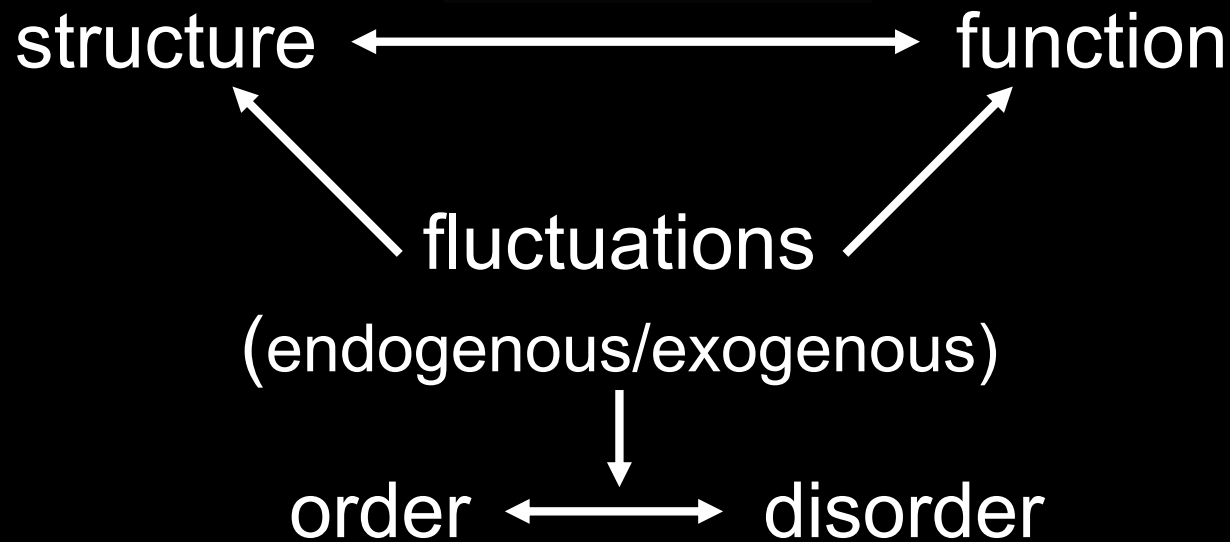 structure function
fluctuations
(endogenous/exogenous)
order disorder